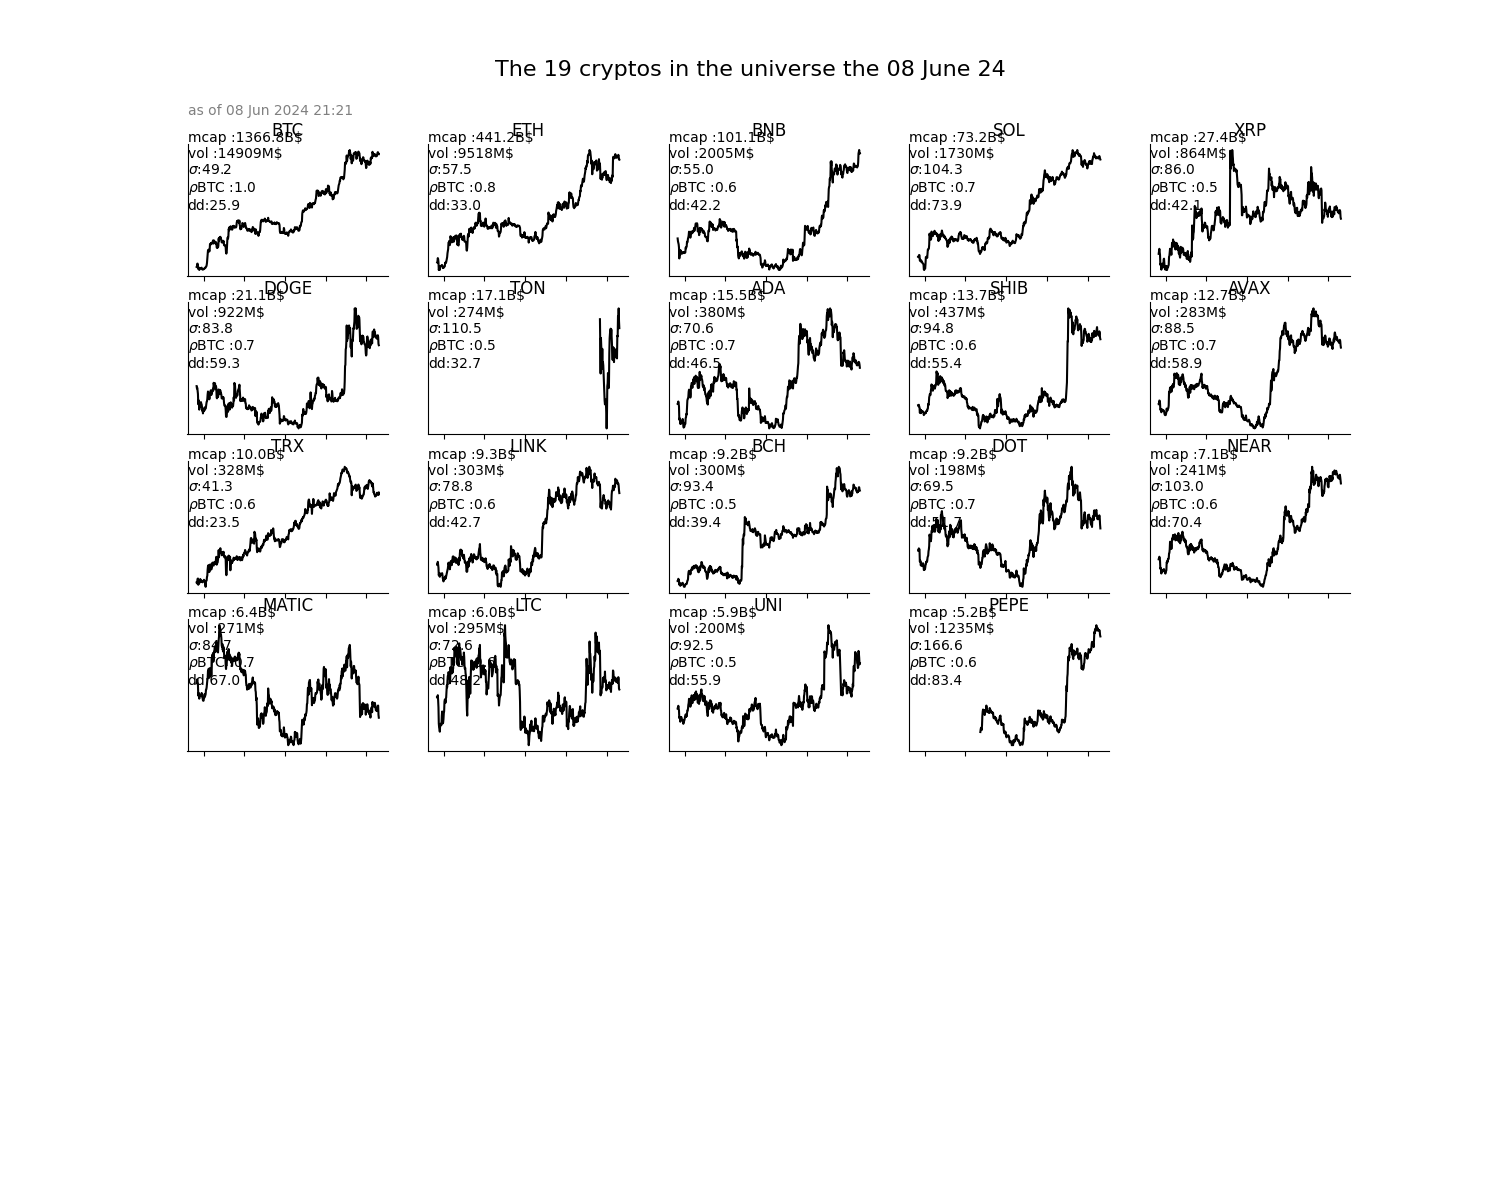 The 19 cryptos in the universe the 08 June 24
as of 08 Jun 2024 21:21
BTC
mcap :1366.8B$
vol :14909M$
σ:49.2
ρBTC :1.0
dd:25.9
ETH
mcap :441.2B$
vol :9518M$
σ:57.5
ρBTC :0.8
dd:33.0
BNB
mcap :101.1B$
vol :2005M$
σ:55.0
ρBTC :0.6
dd:42.2
SOL
mcap :73.2B$
vol :1730M$
σ:104.3
ρBTC :0.7
dd:73.9
XRP
mcap :27.4B$
vol :864M$
σ:86.0
ρBTC :0.5
dd:42.1
DOGE
mcap :21.1B$
vol :922M$
σ:83.8
ρBTC :0.7
dd:59.3
TON
mcap :17.1B$
vol :274M$
σ:110.5
ρBTC :0.5
dd:32.7
ADA
mcap :15.5B$
vol :380M$
σ:70.6
ρBTC :0.7
dd:46.5
SHIB
mcap :13.7B$
vol :437M$
σ:94.8
ρBTC :0.6
dd:55.4
AVAX
mcap :12.7B$
vol :283M$
σ:88.5
ρBTC :0.7
dd:58.9
TRX
mcap :10.0B$
vol :328M$
σ:41.3
ρBTC :0.6
dd:23.5
LINK
mcap :9.3B$
vol :303M$
σ:78.8
ρBTC :0.6
dd:42.7
BCH
mcap :9.2B$
vol :300M$
σ:93.4
ρBTC :0.5
dd:39.4
DOT
mcap :9.2B$
vol :198M$
σ:69.5
ρBTC :0.7
NEAR
mcap :7.1B$
vol :241M$
σ:103.0
ρBTC :0.6
dd:70.4
MATIC
mcap :6.4B$
vol :271M$
σ:84.7
ρBTC :0.7
dd:67.0
LTC
mcap :6.0B$
vol :295M$
σ:72.6
dd:48.2
UNI
mcap :5.9B$
vol :200M$
σ:92.5
ρBTC :0.5
dd:55.9
PEPE
mcap :5.2B$
vol :1235M$
σ:166.6
ρBTC :0.6
dd:83.4